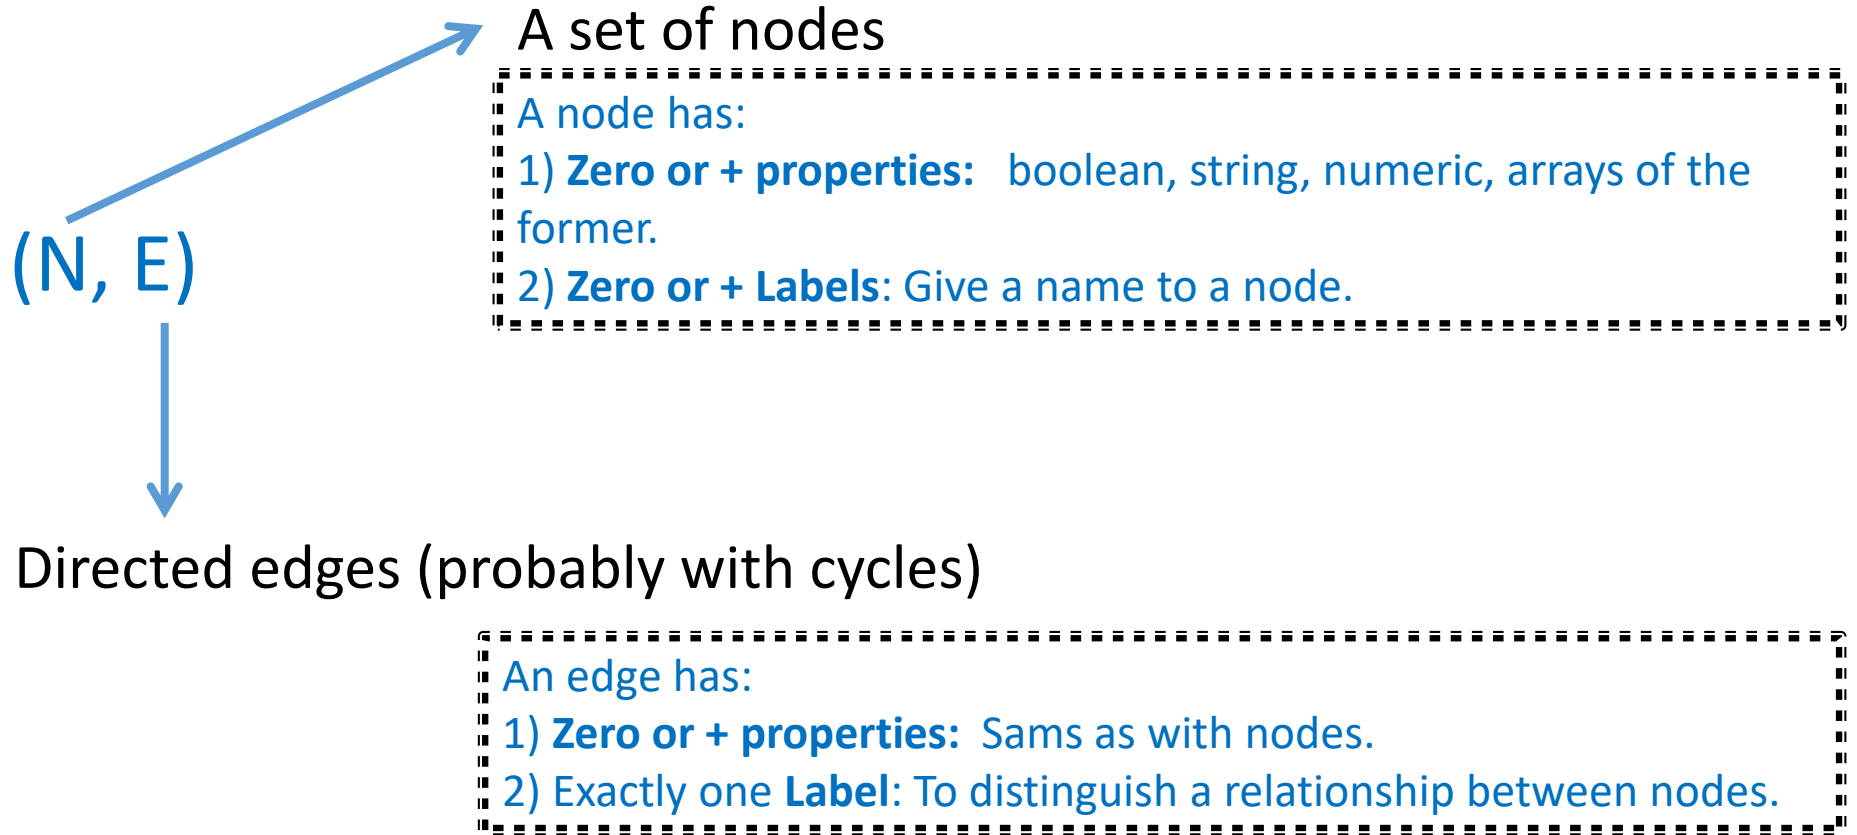 A set of nodes
A node has:
1) Zero or + properties: boolean, string, numeric, arrays of the
former.
2) Zero or + Labels: Give a name to a node.
(N, E)
Directed edges (probably with cycles)
An edge has:
1) Zero or + properties: Sams as with nodes.
2) Exactly one Label: To distinguish a relationship between nodes.